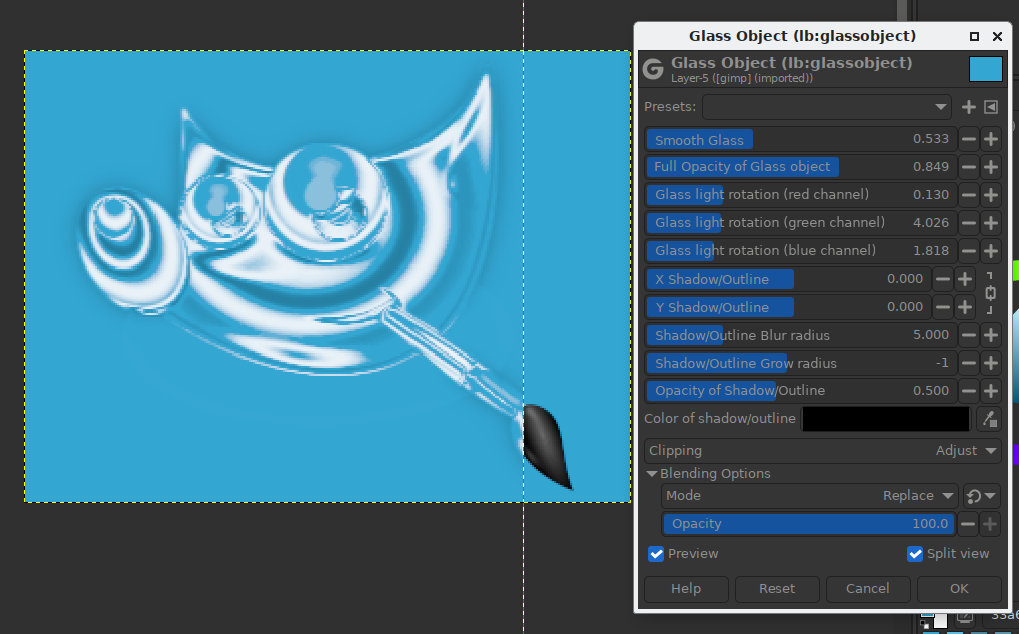 Glass Object (lb:glassobject)
Glass Object (lb:glassobject)
Layer-5 ([gimp] (imported))
Presets:
Smooth Glass 0.533
Full Opacity of Glass object 0.849
Glass light rotation (red channel) 0.130
Glass light rotation (green channel) 4.026
Glass light rotation (blue channel) 1.818
X Shadow/Outline 0.000
Y Shadow/Outline 0.000
Shadow/Outline Blur radius 5.000
Shadow/Outline Grow radius -1
Opacity of Shadow/Outline 0.500
Color of shadow/outline
Clipping Adjust
Blending Options
Mode Replace
Opacity 100.0
Preview Split view
Help Reset Cancel OK